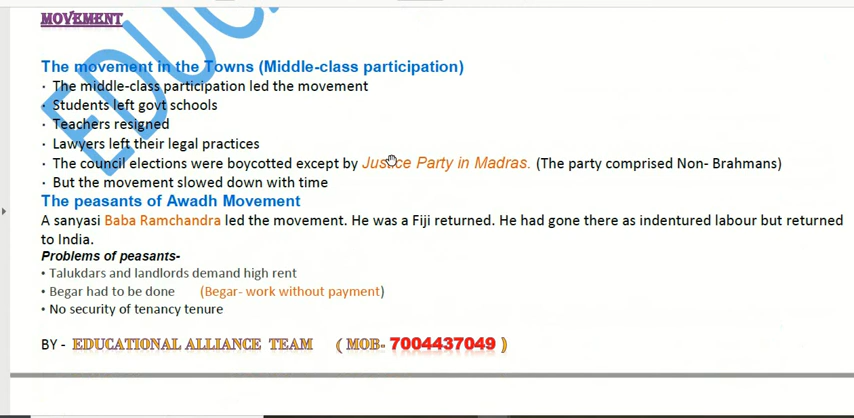 MOVEMENT
The movement in the Towns (Middle-class participation)
· The middle-class participation led the movement
· Students left govt schools
· Teachers resigned
· Lawyers left their legal practices
· The council elections were boycotted except by Justice Party in Madras. (The party comprised Non- Brahmans)
· But the movement slowed down with time
The peasants of Awadh Movement
A sanyasi Baba Ramchandra led the movement. He was a Fiji returned. He had gone there as indentured labour but returned
to India.
Problems of peasants-
• Talukdars and landlords demand high rent
• Begar had to be done (Begar- work without payment)
• No security of tenancy tenure
BY - EDUCATIONAL ALLIANCE TEAM ( MOB- 7004437049 )